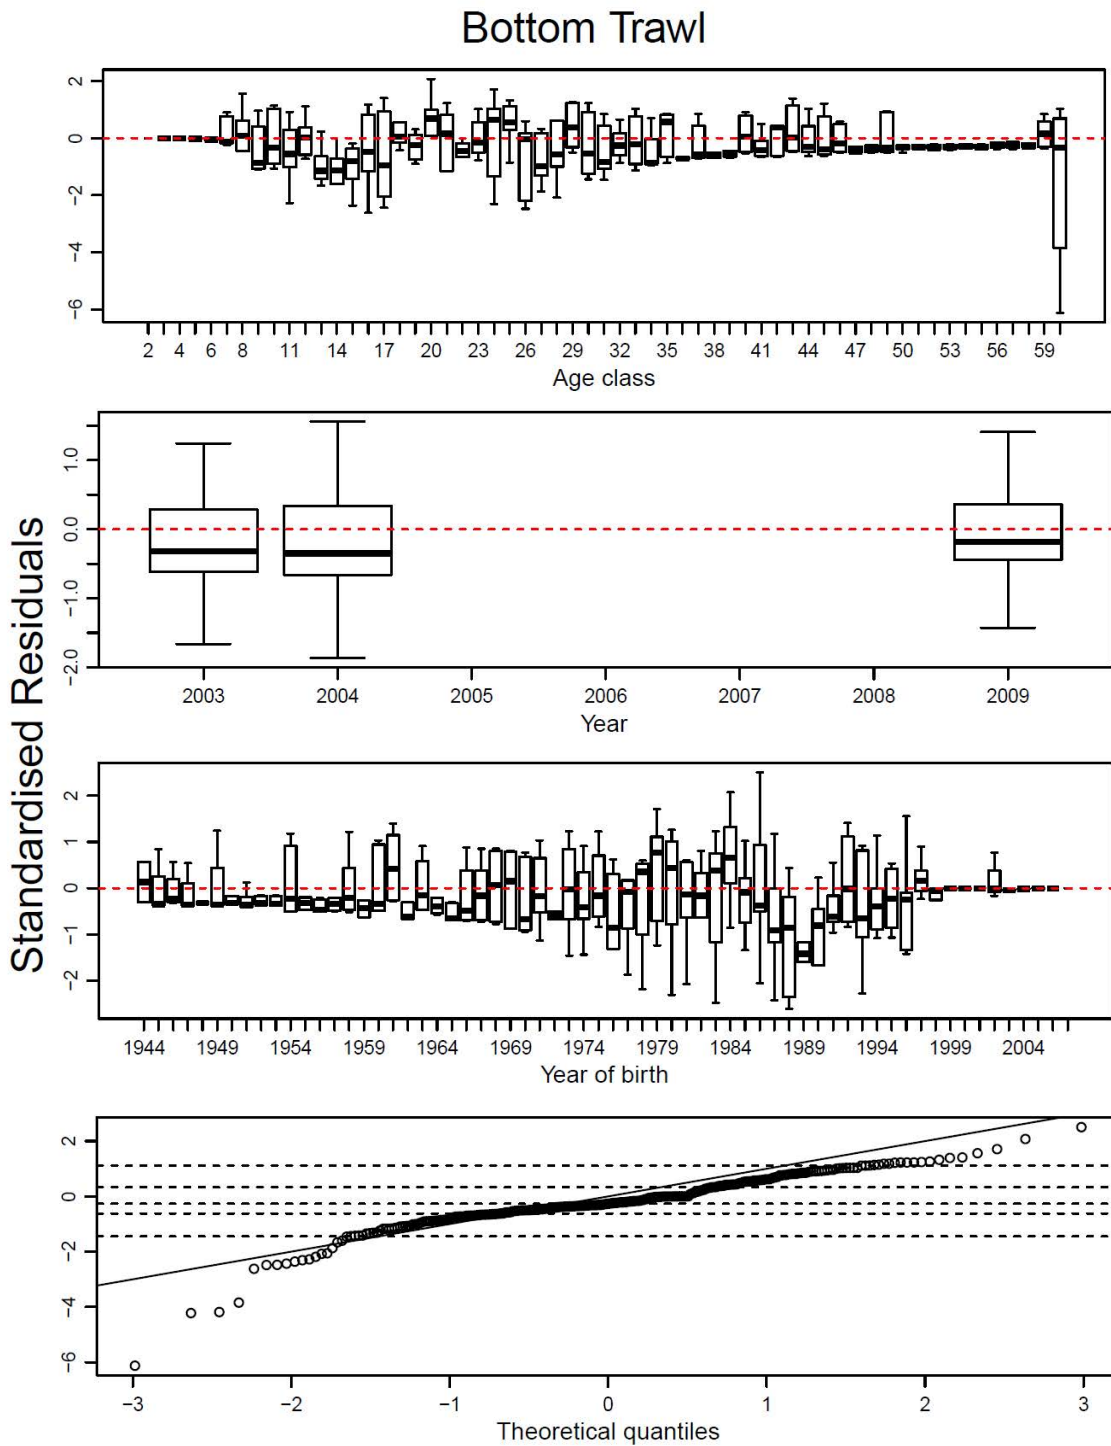 Bottom Trawl
Standardised Residuals
2
0
−2
−4
−6
2 4 6 8 11 14 17 20 23 26 29 32 35 38 41 44 47 50 53 56 59
Age class
1.0
0.0
−1.0
−2.0
2003 2004 2005 2006 2007 2008 2009
Year
2
1
0
−1
−2
1944 1949 1954 1959 1964 1969 1974 1979 1984 1989 1994 1999 2004
Year of birth
2
0
−2
−4
−6
−3 −2 −1 0 1 2 3
Theoretical quantiles